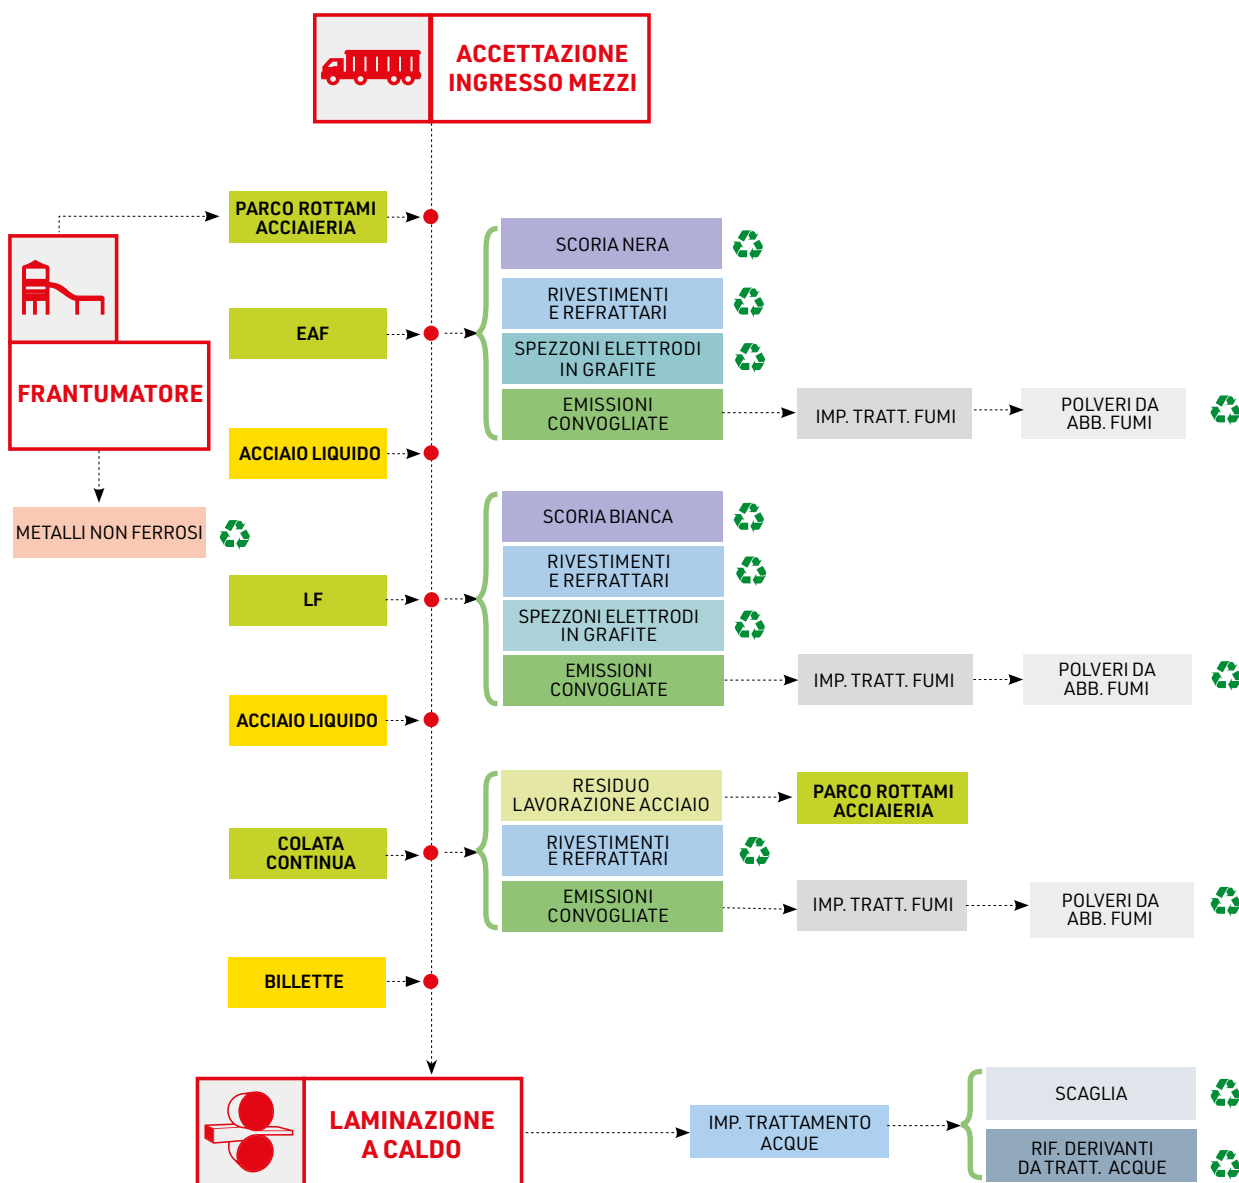 ACCETTAZIONE
INGRESSO MEZZI
PARCO ROTTAMI
ACCIAIERIA
SCORIA NERA
RIVESTIMENTI
E REFRATTARI
EAF
SPEZZONI ELETTRODI
IN GRAFITE
FRANTUMATORE
EMISSIONI
CONVOGLIATE
IMP. TRATT. FUMI
POLVERI DA
ABB. FUMI
ACCIAIO LIQUIDO
METALLI NON FERROSI
SCORIA BIANCA
RIVESTIMENTI
E REFRATTARI
LF
SPEZZONI ELETTRODI
IN GRAFITE
EMISSIONI
CONVOGLIATE
IMP. TRATT. FUMI
POLVERI DA
ABB. FUMI
ACCIAIO LIQUIDO
RESIDUO
LAVORAZIONE ACCIAIO
PARCO ROTTAMI
ACCIAIERIA
COLATA
CONTINUA
RIVESTIMENTI
E REFRATTARI
EMISSIONI
CONVOGLIATE
IMP. TRATT. FUMI
POLVERI DA
ABB. FUMI
BILLETTE
LAMINAZIONE
A CALDO
IMP. TRATTAMENTO
ACQUE
SCAGLIA
RIF. DERIVANTI
DA TRATT. ACQUE